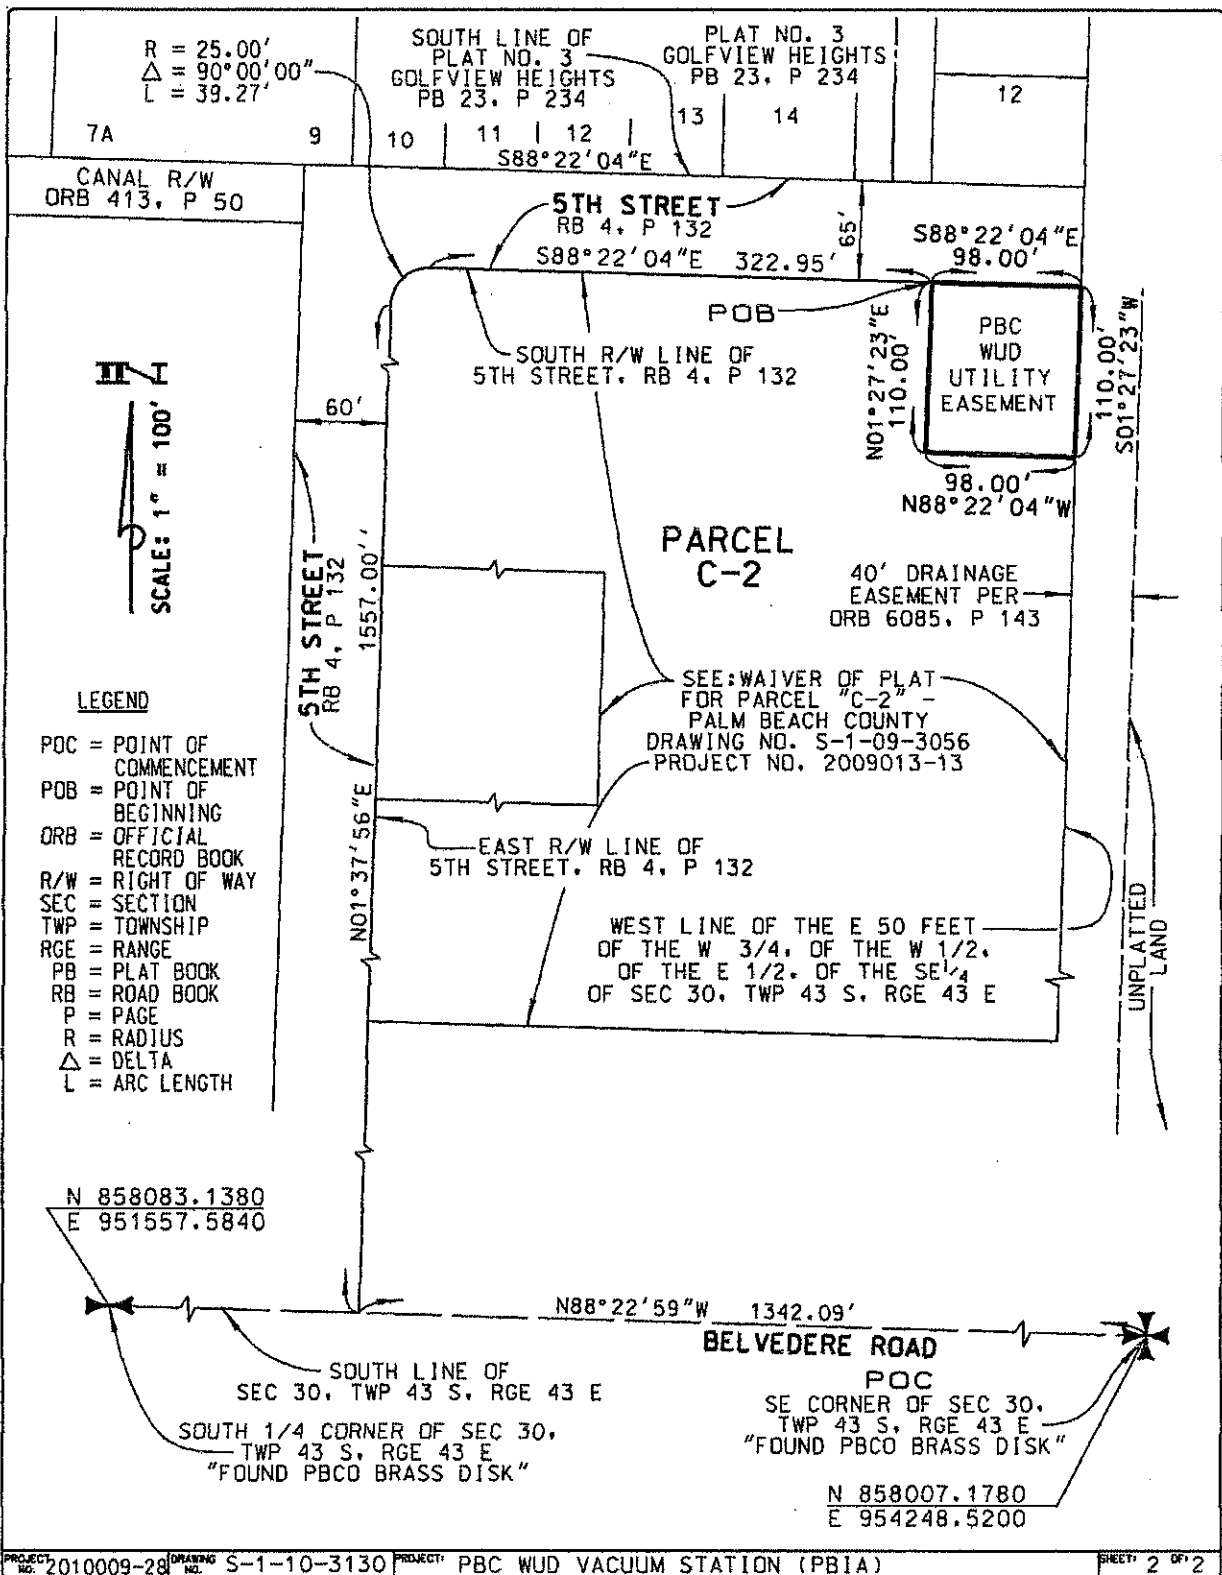 R = 25.00'
Δ = 90°00'00"
L = 39.27'
SOUTH LINE OF
PLAT NO. 3
GOLFVIEW HEIGHTS
PB 23, P 234
PLAT NO. 3
GOLFVIEW HEIGHTS
PB 23, P 234
7A
9
10
11
12
13
14
12
S88°22'04"E
CANAL R/W
ORB 413, P 50
5TH STREET
RB 4, P 132
65'
S88°22'04"E 322.95'
S88°22'04"E
98.00'
POB
SOUTH R/W LINE OF
5TH STREET, RB 4, P 132
N01°27'23"E
110.00'
PBC
WUD
UTILITY
EASEMENT
110.00'
S01°27'23"W
98.00'
N88°22'04"W
60'
SCALE: 1" = 100'
PARCEL
C-2
5TH STREET
RB 4, P 132
1557.00'
40' DRAINAGE
EASEMENT PER
ORB 6085, P 143
SEE:WAIVER OF PLAT
FOR PARCEL "C-2" -
PALM BEACH COUNTY
DRAWING NO. S-1-09-3056
PROJECT NO. 2009013-13
LEGEND
POC = POINT OF
COMMENCEMENT
POB = POINT OF
BEGINNING
ORB = OFFICIAL
RECORD BOOK
R/W = RIGHT OF WAY
SEC = SECTION
TWP = TOWNSHIP
RGE = RANGE
PB = PLAT BOOK
RB = ROAD BOOK
P = PAGE
R = RADIUS
Δ = DELTA
L = ARC LENGTH
N01°37'56"E
EAST R/W LINE OF
5TH STREET, RB 4, P 132
WEST LINE OF THE E 50 FEET
OF THE W 3/4, OF THE W 1/2,
OF THE E 1/2, OF THE SE1/4
OF SEC 30, TWP 43 S, RGE 43 E
UNPLATTED
LAND
N 858083.1380
E 951557.5840
N88°22'59"W 1342.09'
BELVEDERE ROAD
SOUTH LINE OF
SEC 30, TWP 43 S, RGE 43 E
SOUTH 1/4 CORNER OF SEC 30,
TWP 43 S, RGE 43 E
"FOUND PBCO BRASS DISK"
POC
SE CORNER OF SEC 30,
TWP 43 S, RGE 43 E
"FOUND PBCO BRASS DISK"
N 858007.1780
E 954248.5200
PROJECT NO. 2010009-28 DRAWING NO. S-1-10-3130 PROJECT: PBC WUD VACUUM STATION (PBIA) SHEET: 2 OF: 2